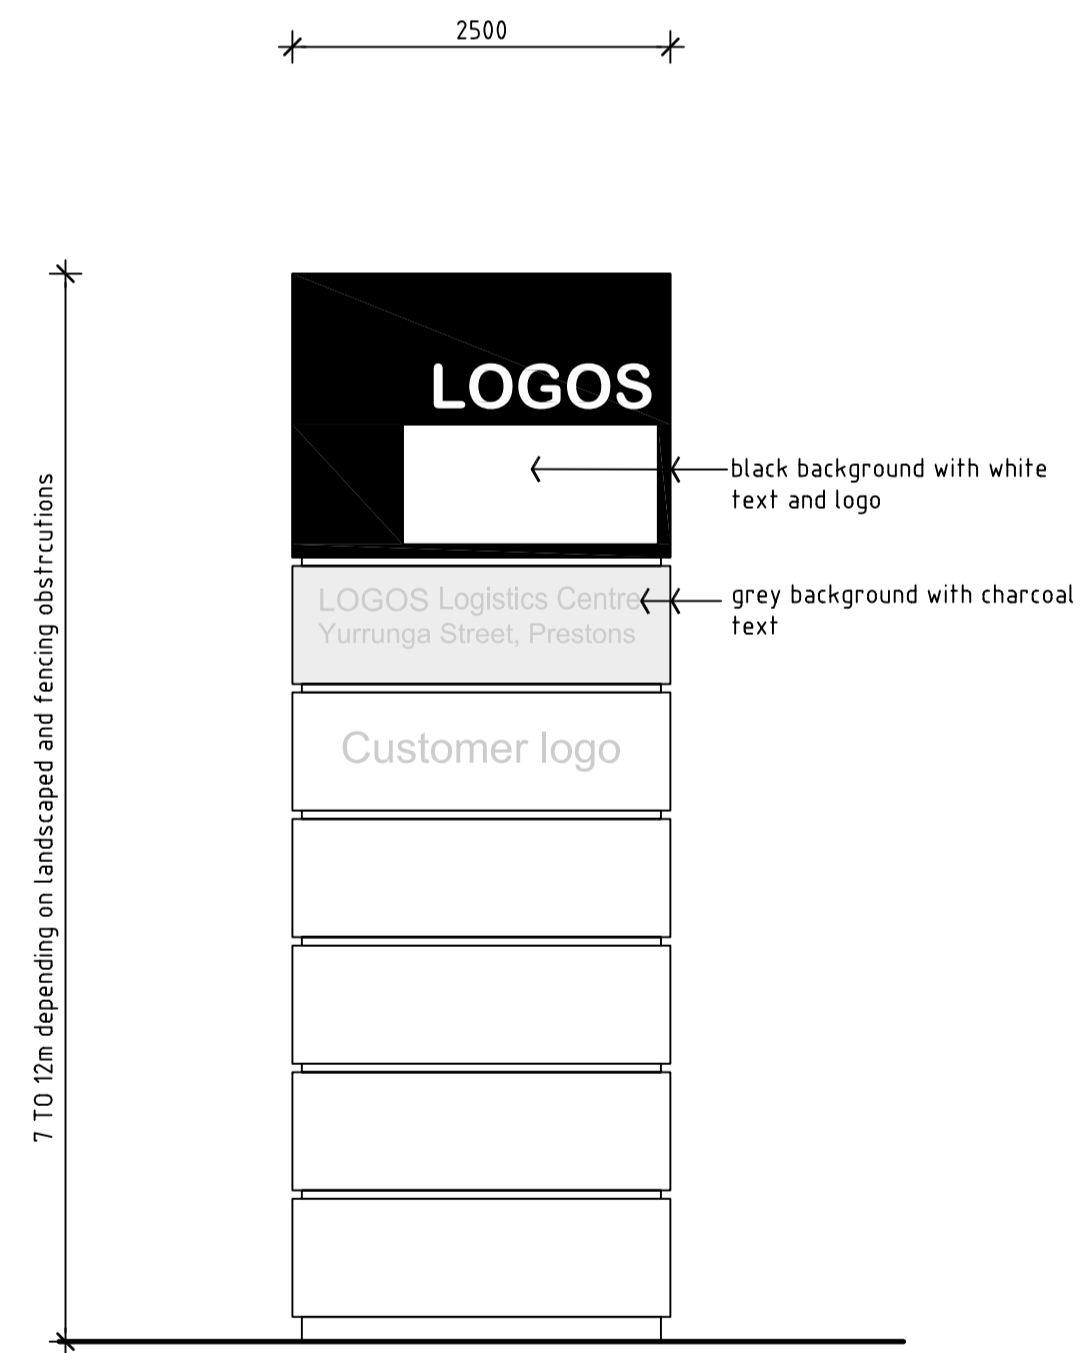 2500
LOGOS
black background with white
text and logo
LOGOS Logistics Centre
Yurrunga Street, Prestons
grey background with charcoal
text
Customer logo
7 TO 12m depending on landscaped and fencing obstrcutions